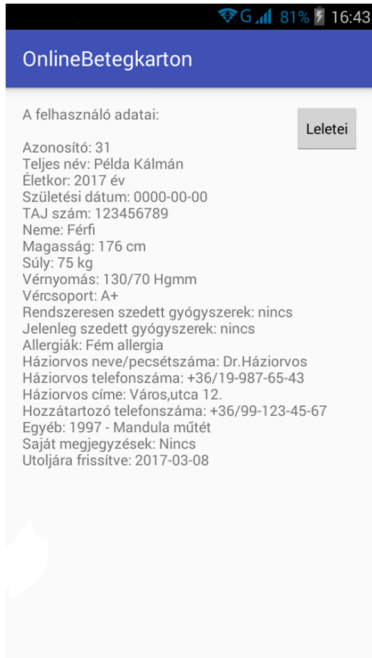 G 81% 16:43
OnlineBetegkarton
A felhasználó adatai:
Leletei
Azonosító: 31
Teljes név: Példa Kálmán
Életkor: 2017 év
Születési dátum: 0000-00-00
TAJ szám: 123456789
Neme: Férfi
Magasság: 176 cm
Súly: 75 kg
Vérnyomás: 130/70 Hgmm
Vércsoport: A+
Rendszeresen szedett gyógyszerek: nincs
Jelenleg szedett gyógyszerek: nincs
Allergiák: Fém allergia
Háziorvos neve/pecsétszáma: Dr.Háziorvos
Háziorvos telefonszáma: +36/19-987-65-43
Háziorvos címe: Város,utca 12.
Hozzátartozó telefonszáma: +36/99-123-45-67
Egyéb: 1997 - Mandula műtét
Saját megjegyzések: Nincs
Utoljára frissítve: 2017-03-08